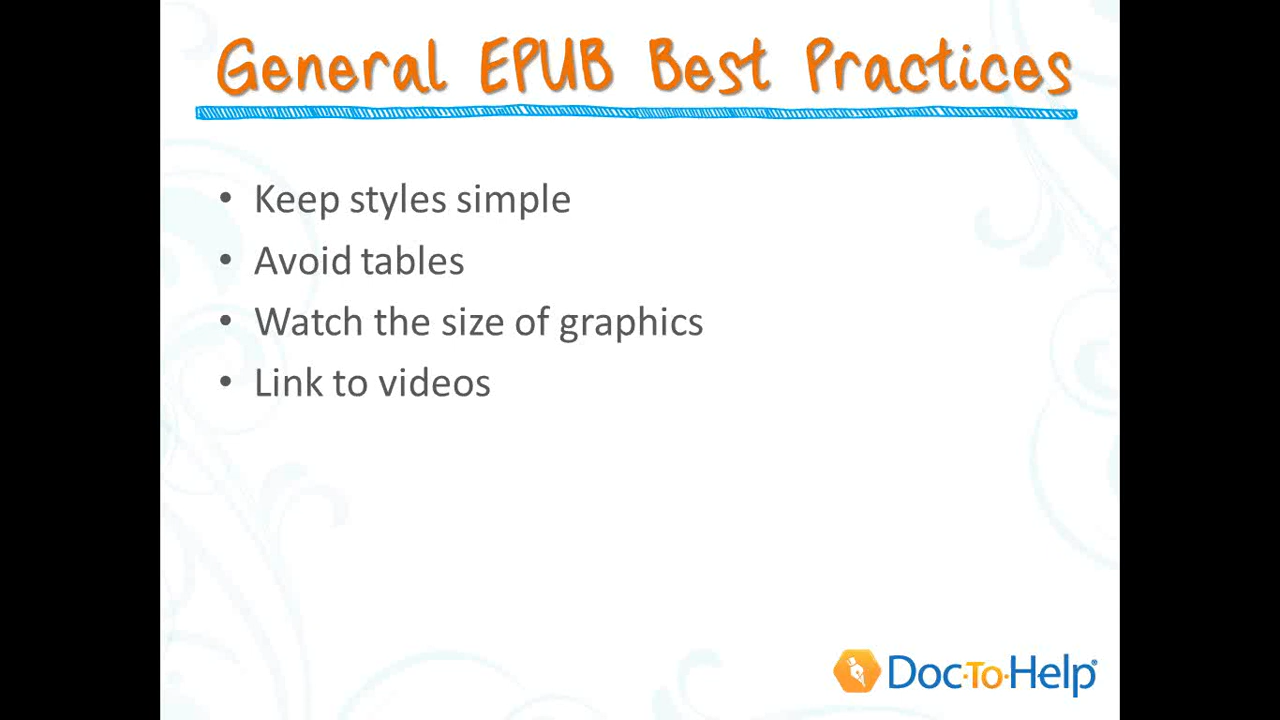 General EPUB Best Practices
• Keep styles simple
• Avoid tables
• Watch the size of graphics
• Link to videos
Doc·To·Help®